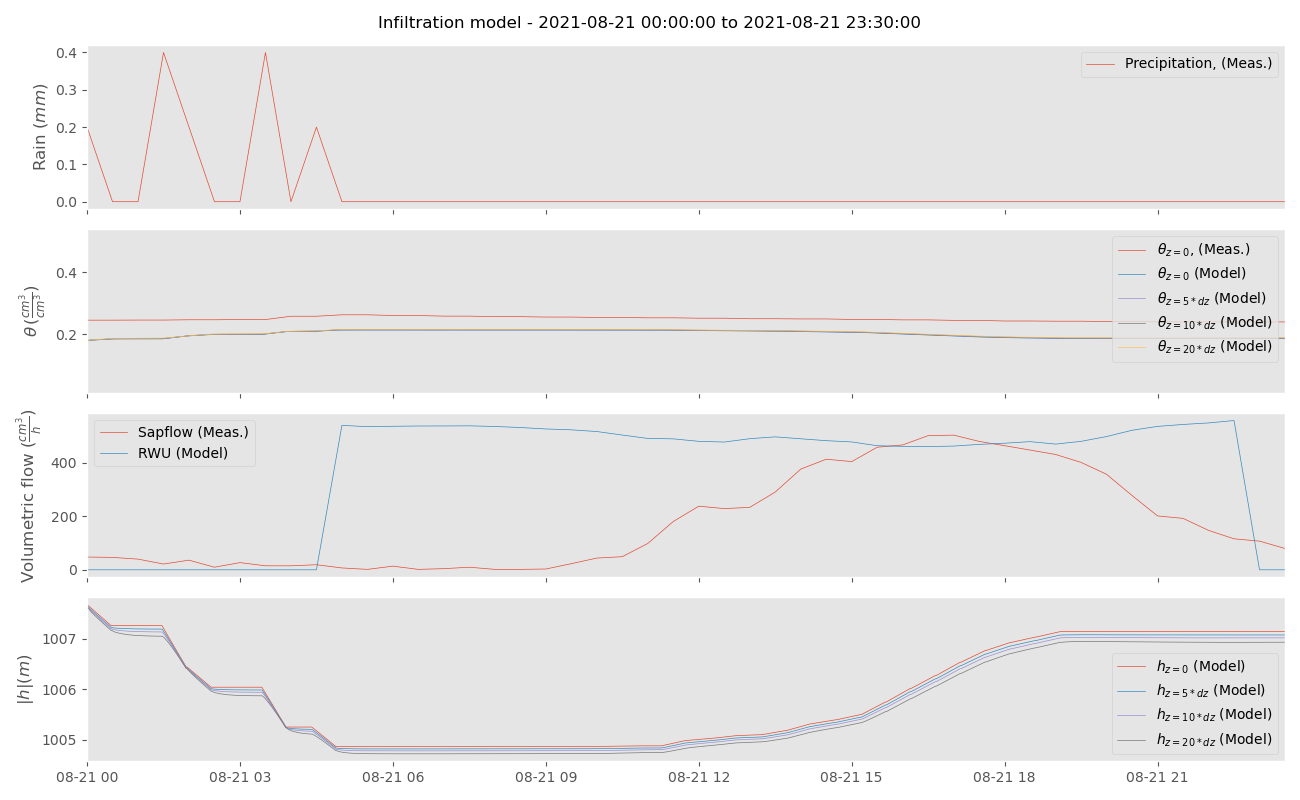 Infiltration model - 2021-08-21 00:00:00 to 2021-08-21 23:30:00
Rain (mm)
0.4
0.3
0.2
0.1
0.0
Precipitation, (Meas.)
θ (cm³/cm³)
0.4
0.2
θz=0, (Meas.)
θz=0 (Model)
θz=5*dz (Model)
θz=10*dz (Model)
θz=20*dz (Model)
Volumetric flow (cm³/h)
400
200
0
Sapflow (Meas.)
RWU (Model)
|h|(m)
1007
1006
1005
hz=0 (Model)
hz=5*dz (Model)
hz=10*dz (Model)
hz=20*dz (Model)
08-21 00 08-21 03 08-21 06 08-21 09 08-21 12 08-21 15 08-21 18 08-21 21